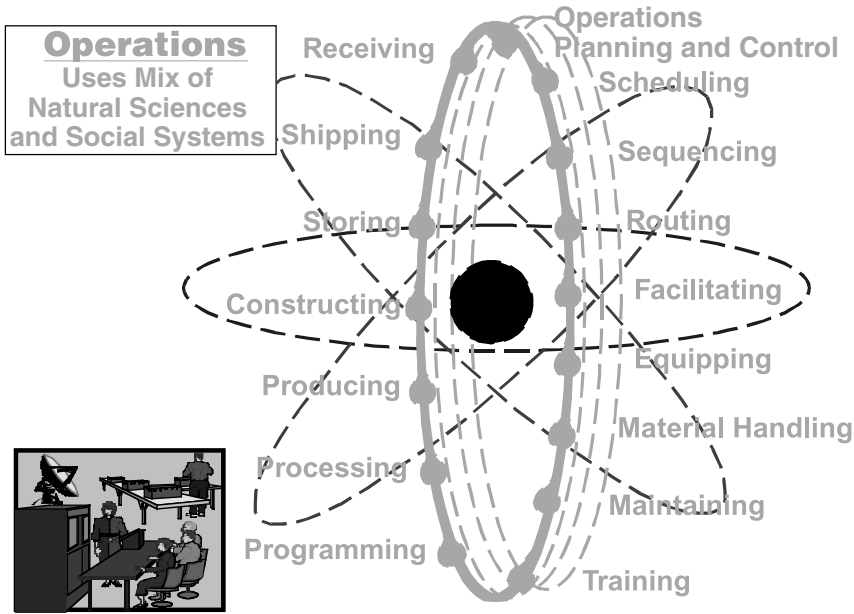 Operations
Uses Mix of
Natural Sciences
and Social Systems
Receiving
Shipping
Storing
Constructing
Producing
Processing
Programming
Operations
Planning and Control
Scheduling
Sequencing
Routing
Facilitating
Equipping
Material Handling
Maintaining
Training